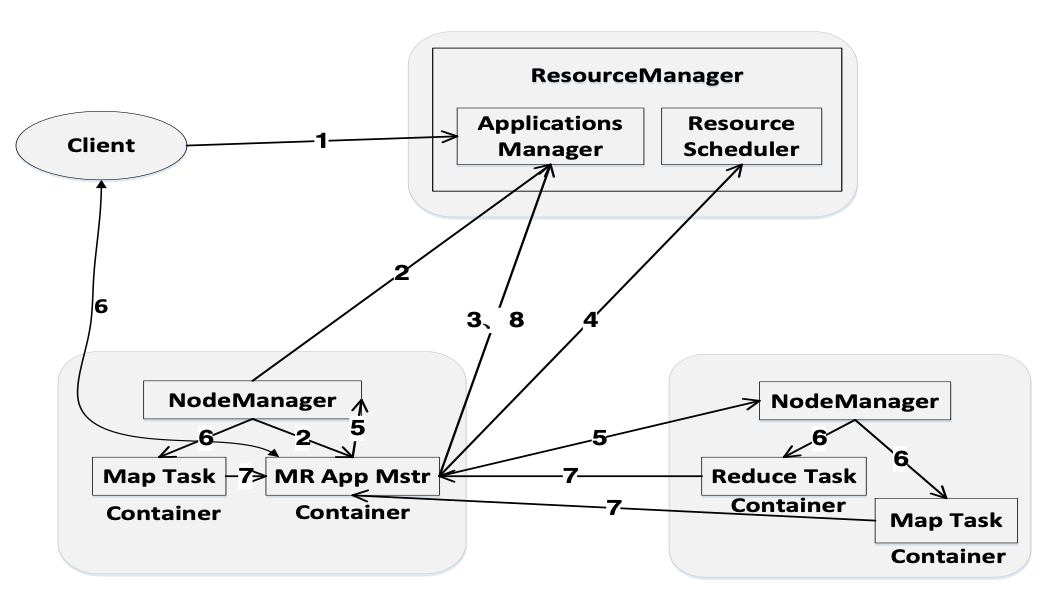 ResourceManager
Applications
Manager
Resource
Scheduler
Client
1
2
3、 8
4
6
NodeManager
6
2
5
Map Task
7
MR App Mstr
Container
Container
5
7
7
NodeManager
6
6
Reduce Task
Container
Map Task
Container